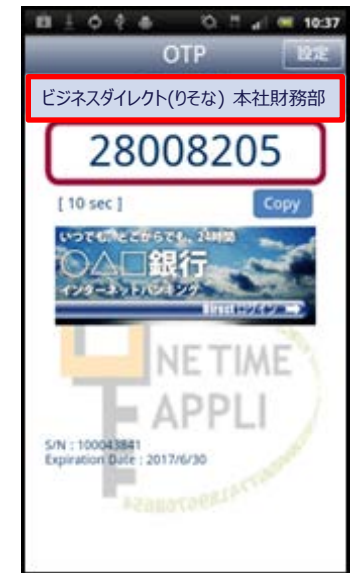 10:37
OTP
設定
ビジネスダイレクト(りそな) 本社財務部
28008205
[ 10 sec ]
Copy
いつでも、どこからでも、24時間
○△□銀行
インターネットバンキング
Direct ログイン
NE TIME
APPLI
S/N : 100043841
Expiration Date : 2017/6/30